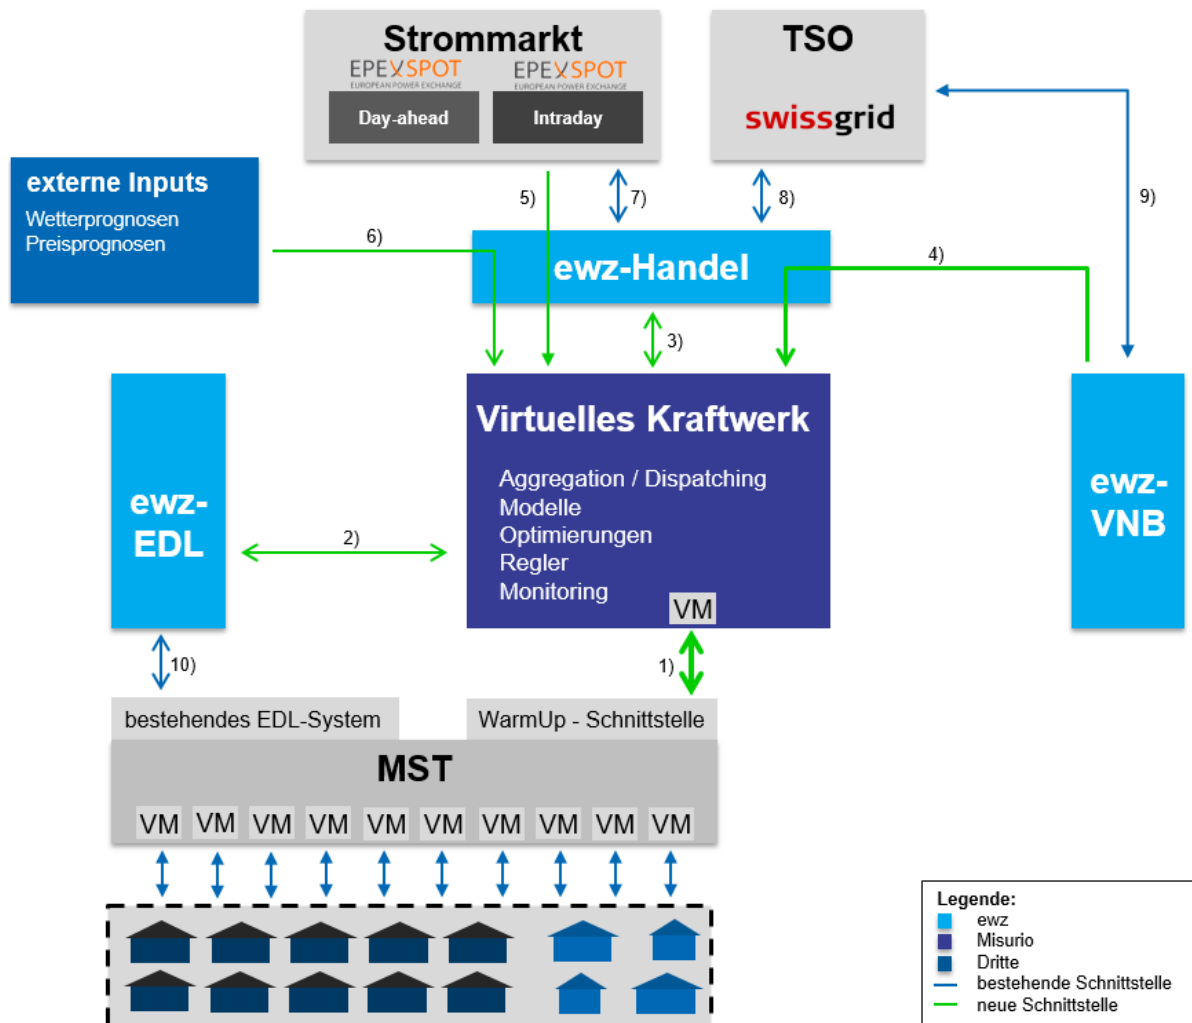 Strommarkt
EPEXSPOT
EUROPEAN POWER EXCHANGE
EPEXSPOT
EUROPEAN POWER EXCHANGE
Day-ahead
Intraday
TSO
swissgrid
externe Inputs
Wetterprognosen
Preisprognosen
5)
7)
8)
9)
6)
4)
ewz-Handel
3)
ewz-
EDL
2)
Virtuelles Kraftwerk
Aggregation / Dispatching
Modelle
Optimierungen
Regler
Monitoring
VM
ewz-
VNB
10)
1)
bestehendes EDL-System
WarmUp - Schnittstelle
MST
VM VM VM VM VM VM VM VM VM VM
Legende:
ewz
Misurio
Dritte
bestehende Schnittstelle
neue Schnittstelle